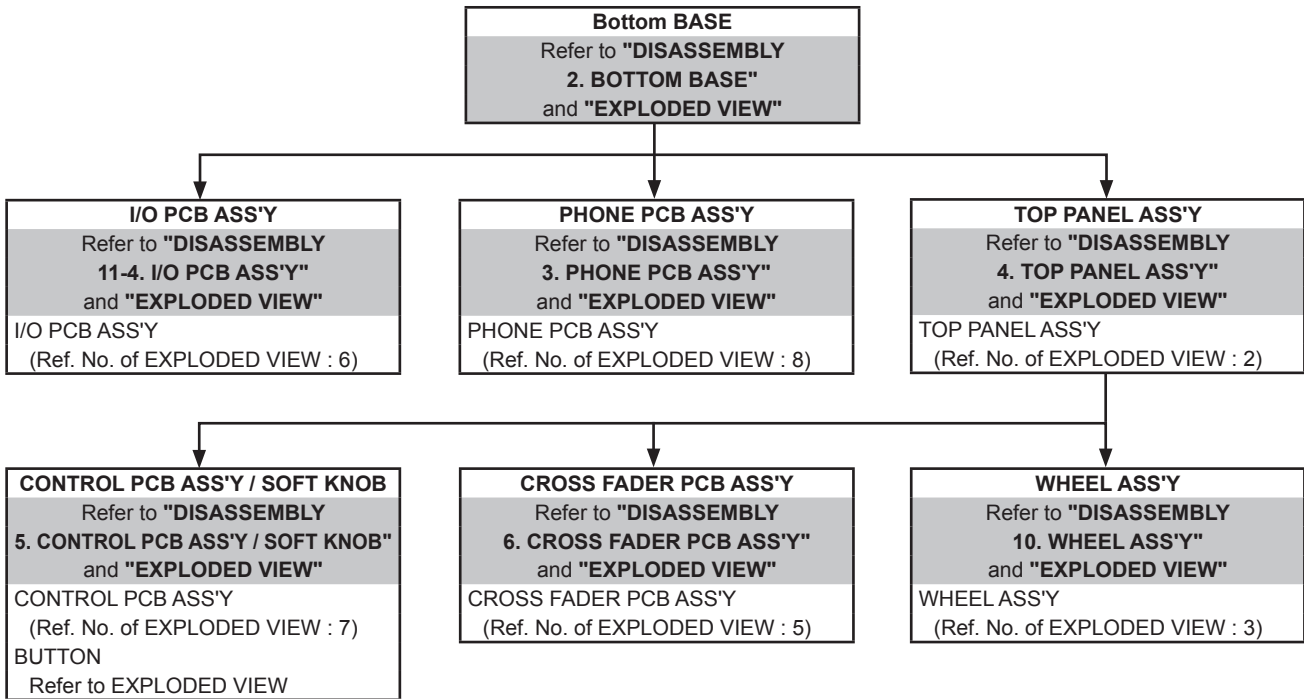 Bottom BASE
Refer to "DISASSEMBLY
2. BOTTOM BASE"
and "EXPLODED VIEW"
I/O PCB ASS'Y
Refer to "DISASSEMBLY
11-4. I/O PCB ASS'Y"
and "EXPLODED VIEW"
I/O PCB ASS'Y
(Ref. No. of EXPLODED VIEW : 6)
PHONE PCB ASS'Y
Refer to "DISASSEMBLY
3. PHONE PCB ASS'Y"
and "EXPLODED VIEW"
PHONE PCB ASS'Y
(Ref. No. of EXPLODED VIEW : 8)
TOP PANEL ASS'Y
Refer to "DISASSEMBLY
4. TOP PANEL ASS'Y"
and "EXPLODED VIEW"
TOP PANEL ASS'Y
(Ref. No. of EXPLODED VIEW : 2)
CONTROL PCB ASS'Y / SOFT KNOB
Refer to "DISASSEMBLY
5. CONTROL PCB ASS'Y / SOFT KNOB"
and "EXPLODED VIEW"
CONTROL PCB ASS'Y
(Ref. No. of EXPLODED VIEW : 7)
BUTTON
Refer to EXPLODED VIEW
CROSS FADER PCB ASS'Y
Refer to "DISASSEMBLY
6. CROSS FADER PCB ASS'Y"
and "EXPLODED VIEW"
CROSS FADER PCB ASS'Y
(Ref. No. of EXPLODED VIEW : 5)
WHEEL ASS'Y
Refer to "DISASSEMBLY
10. WHEEL ASS'Y"
and "EXPLODED VIEW"
WHEEL ASS'Y
(Ref. No. of EXPLODED VIEW : 3)